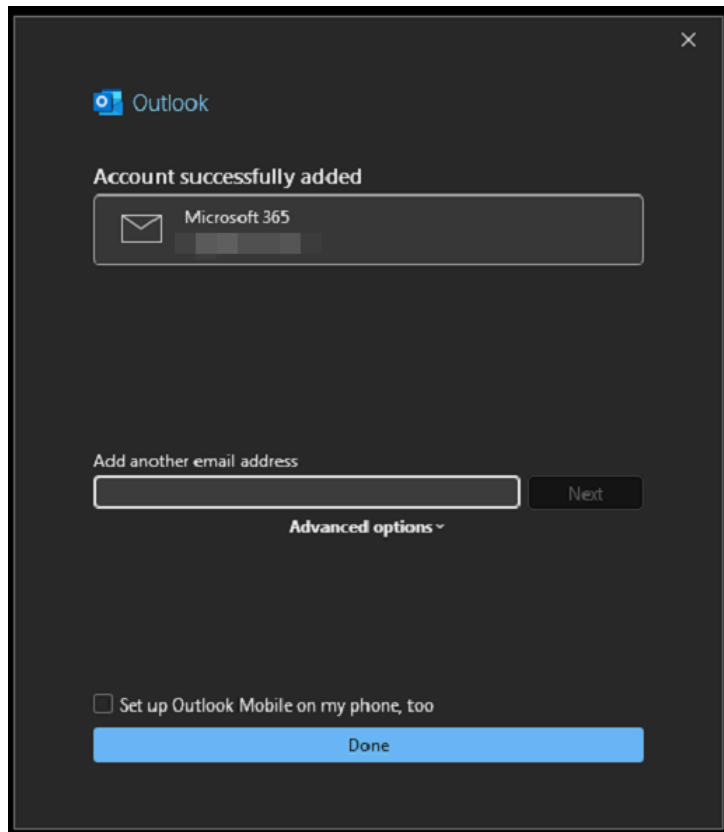 Outlook
Account successfully added
Microsoft 365
Add another email address
Next
Advanced options
Set up Outlook Mobile on my phone, too
Done